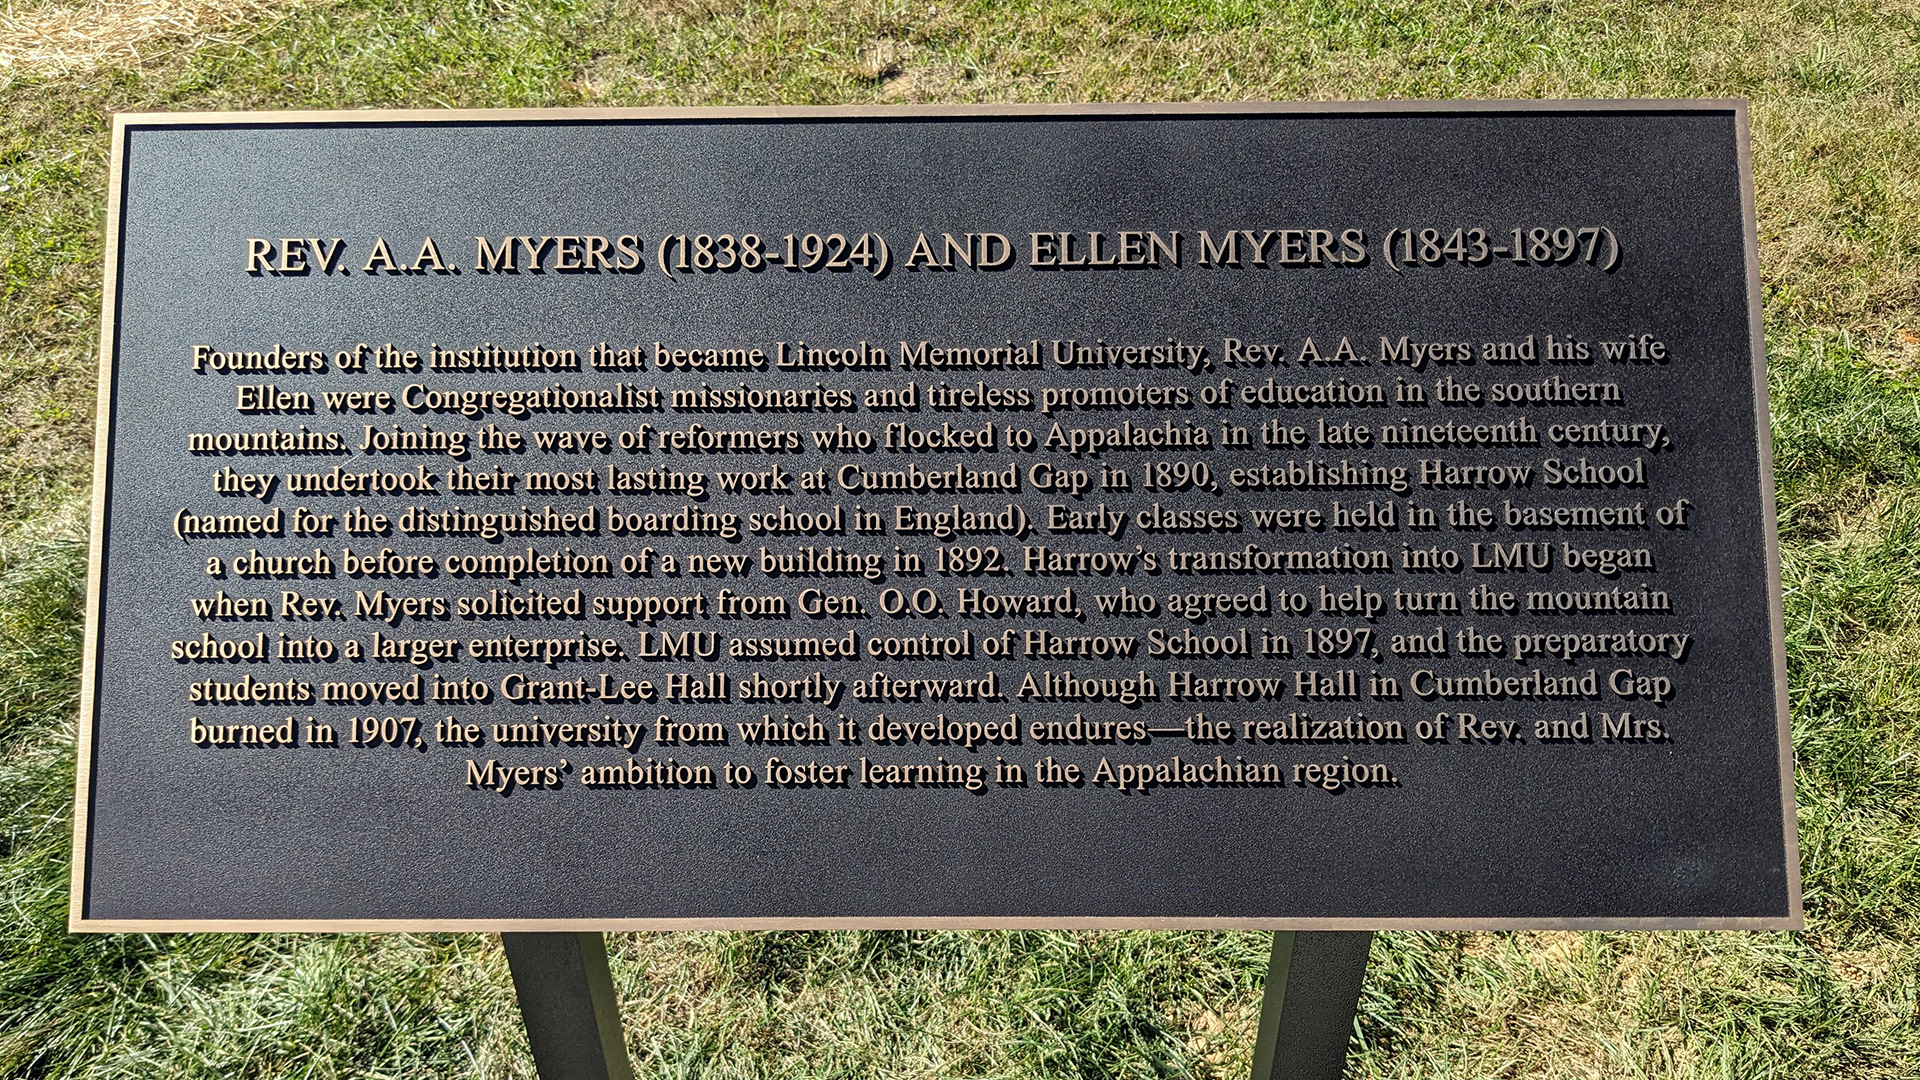 REV. A.A. MYERS (1838-1924) AND ELLEN MYERS (1843-1897)
Founders of the institution that became Lincoln Memorial University, Rev. A.A. Myers and his wife
Ellen were Congregationalist missionaries and tireless promoters of education in the southern
mountains. Joining the wave of reformers who flocked to Appalachia in the late nineteenth century,
they undertook their most lasting work at Cumberland Gap in 1890, establishing Harrow School
(named for the distinguished boarding school in England). Early classes were held in the basement of
a church before completion of a new building in 1892. Harrow's transformation into LMU began
when Rev. Myers solicited support from Gen. O.O. Howard, who agreed to help turn the mountain
school into a larger enterprise. LMU assumed control of Harrow School in 1897, and the preparatory
students moved into Grant-Lee Hall shortly afterward. Although Harrow Hall in Cumberland Gap
burned in 1907, the university from which it developed endures—the realization of Rev. and Mrs.
Myers' ambition to foster learning in the Appalachian region.